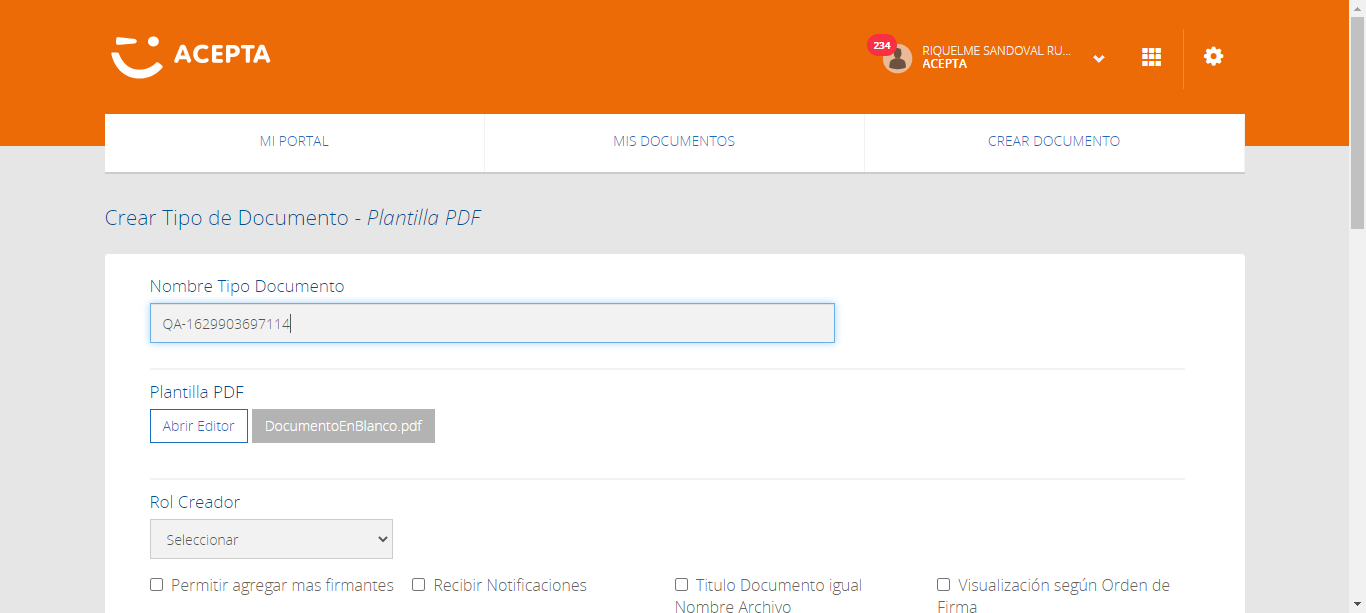 ACEPTA
234
RIQUELME SANDOVAL RU...
ACEPTA
MI PORTAL
MIS DOCUMENTOS
CREAR DOCUMENTO
Crear Tipo de Documento - Plantilla PDF
Nombre Tipo Documento
QA-1629903697114
Plantilla PDF
Abrir Editor
DocumentoEnBlanco.pdf
Rol Creador
Seleccionar
Permitir agregar mas firmantes
Recibir Notificaciones
Titulo Documento igual
Nombre Archivo
Visualización según Orden de
Firma